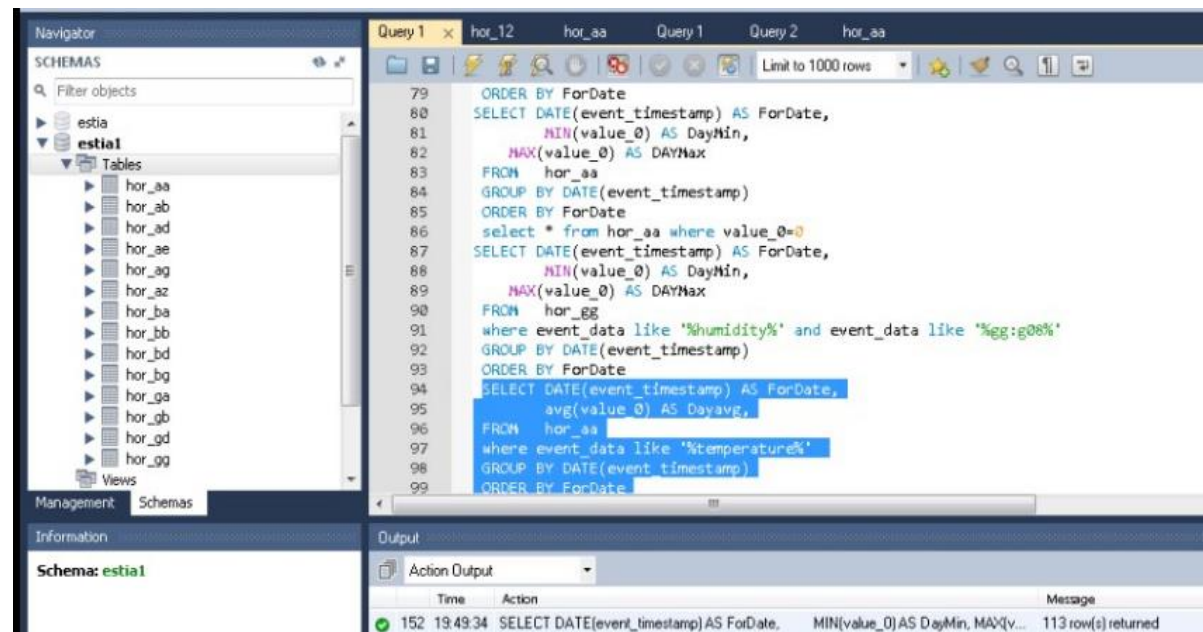 Navigator
SCHEMAS
Filter objects
estia
estia1
Tables
hor_aa
hor_ab
hor_ad
hor_ae
hor_ag
hor_az
hor_ba
hor_bb
hor_bd
hor_bg
hor_ga
hor_gb
hor_gd
hor_gg
Views
Management Schemas
Information
Schema: estia1
Query 1 hor_12 hor_aa Query 1 Query 2 hor_aa
Limit to 1000 rows
79 ORDER BY ForDate
80 SELECT DATE(event_timestamp) AS ForDate,
81 MIN(value_0) AS DayMin,
82 MAX(value_0) AS DAYMax
83 FROM hor_aa
84 GROUP BY DATE(event_timestamp)
85 ORDER BY ForDate
86 select * from hor_aa where value_0=0
87 SELECT DATE(event_timestamp) AS ForDate,
88 MIN(value_0) AS DayMin,
89 MAX(value_0) AS DAYMax
90 FROM hor_gg
91 where event_data like '%humidity%' and event_data like '%gg:g08%'
92 GROUP BY DATE(event_timestamp)
93 ORDER BY ForDate
94 SELECT DATE(event_timestamp) AS ForDate,
95 avg(value_0) AS Dayavg,
96 FROM hor_aa
97 where event_data like '%temperature%'
98 GROUP BY DATE(event_timestamp)
99 ORDER BY ForDate
Output
Action Output
Time Action Message
152 19:49:34 SELECT DATE(event_timestamp) AS ForDate, MIN(value_0) AS DayMin, MAX(v... 113 row(s) returned